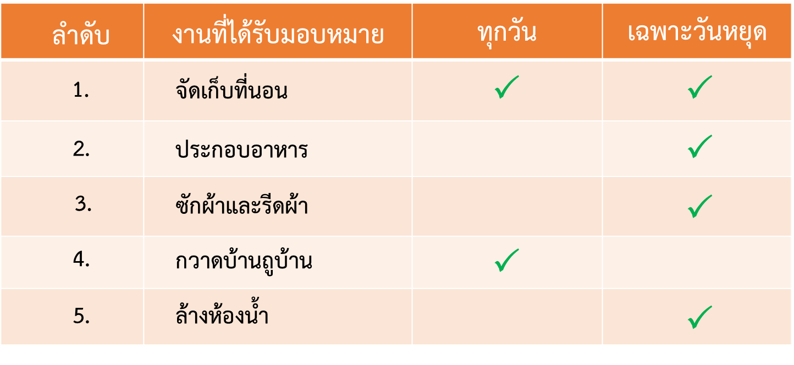 ลำดับ งานที่ได้รับมอบหมาย ทุกวัน เฉพาะวันหยุด
1. จัดเก็บที่นอน ✓ ✓
2. ประกอบอาหาร ✓
3. ซักผ้าและรีดผ้า ✓
4. กวาดบ้านถูบ้าน ✓
5. ล้างห้องน้ำ ✓